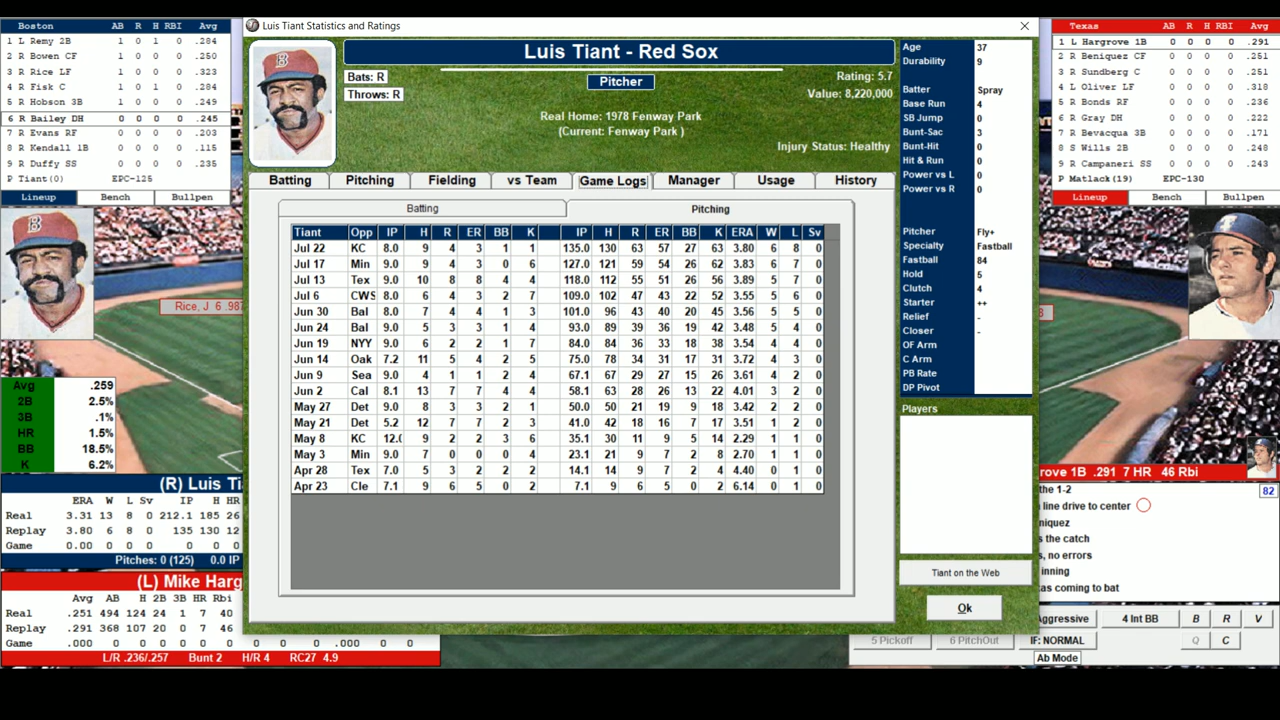 Luis Tiant Statistics and Ratings
Boston AB R H RBI Avg
1 L Remy 2B 1 0 1 0 .284
2 R Bowen CF 1 0 0 0 .250
3 R Rice LF 1 0 0 0 .323
4 R Fisk C 1 0 1 0 .284
5 R Hobson 3B 1 0 0 0 .249
6 R Bailey DH 0 0 0 0 .245
7 R Evans RF 0 0 0 0 .203
8 R Kendall 1B 0 0 0 0 .115
9 R Duffy SS 0 0 0 0 .235
P Tiant(0) EPC-125
Lineup Bench Bullpen
Rice, J 6 .987
Avg .259
2B 2.5%
3B .1%
HR 1.5%
BB 18.5%
K 6.2%
(R) Luis Tia
ERA W L Sv IP H HR
Real 3.31 13 8 0 212.1 185 26
Replay 3.80 6 8 0 135 130 12
Game 0.00 0 0 0 0 0 0
Pitches: 0 (125) 0.0 IP
(L) Mike Harg
Avg AB H 2B 3B HR Rbi
Real .251 494 124 24 1 7 40
Replay .291 368 107 20 0 7 46
Game .000 0 0 0 0 0 0 0 0 0 0 .000 0 0
L/R .236/.257 Bunt 2 H/R 4 RC27 4.9
Luis Tiant - Red Sox
Bats: R
Throws: R
Pitcher
Rating: 5.7
Value: 8,220,000
Real Home: 1978 Fenway Park
(Current: Fenway Park )
Injury Status: Healthy
Batting Pitching Fielding vs Team Game Logs Manager Usage History
Batting Pitching
Tiant Opp IP H R ER BB K IP H R ER BB K ERA W L Sv
Jul 22 KC 8.0 9 4 3 1 1 135.0 130 63 57 27 63 3.80 6 8 0
Jul 17 Min 9.0 9 4 3 0 6 127.0 121 59 54 26 62 3.83 6 7 0
Jul 13 Tex 9.0 10 8 8 4 4 118.0 112 55 51 26 56 3.89 5 7 0
Jul 6 CWS 8.0 6 4 3 2 7 109.0 102 47 43 22 52 3.55 5 6 0
Jun 30 Bal 8.0 7 4 4 1 3 101.0 96 43 40 20 45 3.56 5 5 0
Jun 24 Bal 9.0 5 3 3 1 4 93.0 89 39 36 19 42 3.48 5 4 0
Jun 19 NYY 9.0 6 2 2 1 7 84.0 84 36 33 18 38 3.54 4 4 0
Jun 14 Oak 7.2 11 5 4 2 5 75.0 78 34 31 17 31 3.72 4 3 0
Jun 9 Sea 9.0 4 1 1 2 4 67.1 67 29 27 15 26 3.61 4 2 0
Jun 2 Cal 8.1 13 7 7 4 4 58.1 63 28 26 13 22 4.01 3 2 0
May 27 Det 9.0 8 3 3 2 1 50.0 50 21 19 9 18 3.42 2 2 0
May 21 Det 5.2 12 7 7 2 3 41.0 42 18 16 7 17 3.51 1 2 0
May 8 KC 12.0 9 2 2 3 6 35.1 30 11 9 5 14 2.29 1 1 0
May 3 Min 9.0 7 0 0 0 4 23.1 21 9 7 2 8 2.70 1 1 0
Apr 28 Tex 7.0 5 3 2 2 2 14.1 14 9 7 2 4 4.40 0 1 0
Apr 23 Cle 7.1 9 6 5 0 2 7.1 9 6 5 0 2 6.14 0 1 0
Age 37
Durability 9
Batter Spray
Base Run 4
SB Jump 0
Bunt-Sac 3
Bunt-Hit 0
Hit & Run 0
Power vs L 0
Power vs R 0
Pitcher Fly+
Specialty Fastball
Fastball 84
Hold 5
Clutch 4
Starter ++
Relief -
Closer -
OF Arm
C Arm
PB Rate
DP Pivot
Players
Tiant on the Web
Ok
Texas AB R H RBI Avg
1 L Hargrove 1B 0 0 0 0 .291
2 R Beniquez CF 0 0 0 0 .251
3 R Sundberg C 0 0 0 0 .251
4 L Oliver LF 0 0 0 0 .318
5 R Bonds RF 0 0 0 0 .236
6 R Gray DH 0 0 0 0 .222
7 R Bevacqua 3B 0 0 0 0 .171
8 S Wills 2B 0 0 0 0 .248
9 R Campaneri SS 0 0 0 0 .243
P Matlack(19) EPC-130
Lineup Bench Bullpen
rove 1B .291 7 HR 46 Rbi
the 1-2 82
a line drive to center
niquez
s the catch
s, no errors
inning
xas coming to bat
Aggressive 4 Int BB B R V
5 Pickoff 6 PitchOut IF: NORMAL Q C
Ab Mode